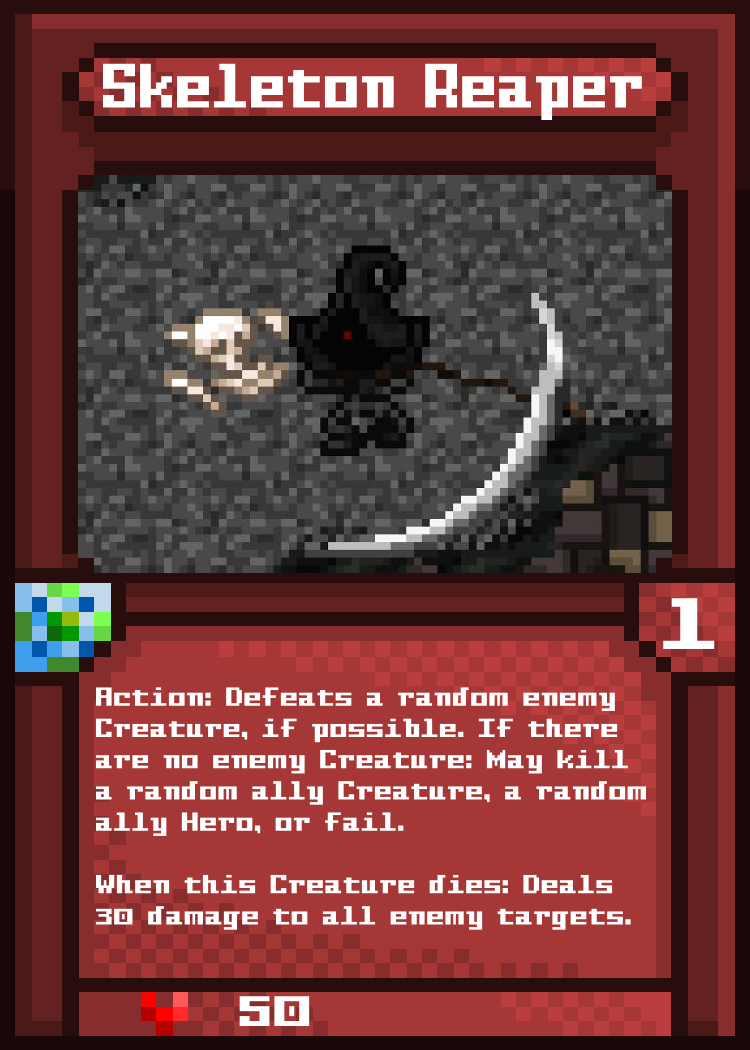 Skeleton Reaper
1
Action: Defeats a random enemy
Creature, if possible. If there
are no enemy Creature: May kill
a random ally Creature, a random
ally Hero, or fail.
When this Creature dies: Deals
30 damage to all enemy targets.
50